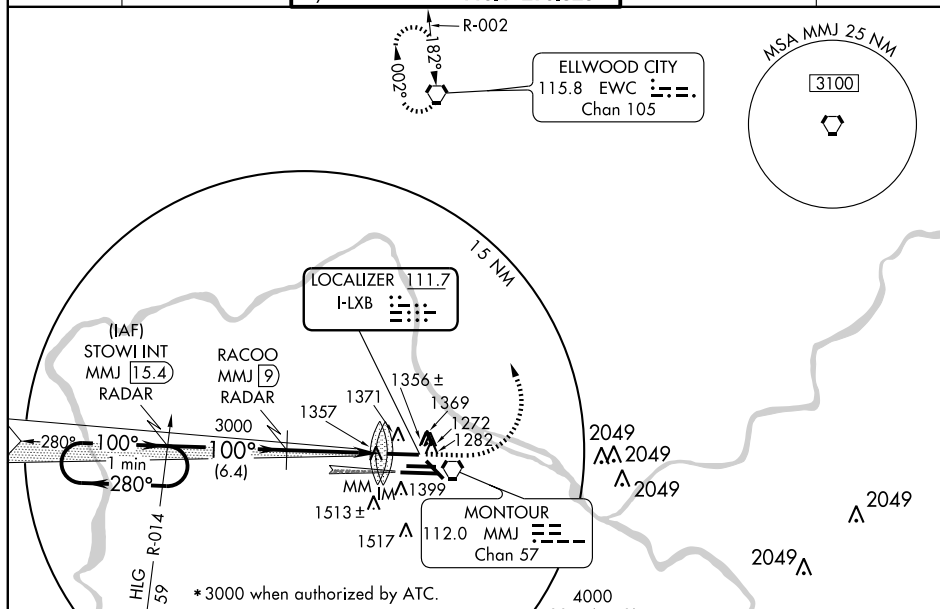 R-002
182°
002°
ELLWOOD CITY
115.8 EWC
Chan 105
MSA MMJ 25 NM
3100
15 NM
LOCALIZER 111.7
I-LXB
(IAF)
STOWI INT
MMJ 15.4
RADAR
RACOO
MMJ 9
RADAR
1356 ±
1371
1369
1357
1272
1282
3000
280°
100°
100°
1 min
(6.4)
280°
2049
2049
2049
2049
2049
MM
IM
1399
1513 ±
1517
MONTOUR
112.0 MMJ
Chan 57
HLG R-014
59
* 3000 when authorized by ATC.
4000